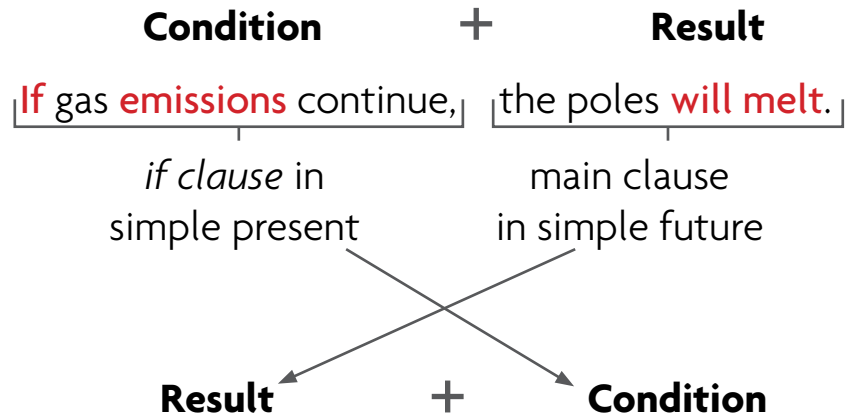 Condition + Result
If gas emissions continue, the poles will melt.
if clause in main clause
simple present in simple future
Result + Condition